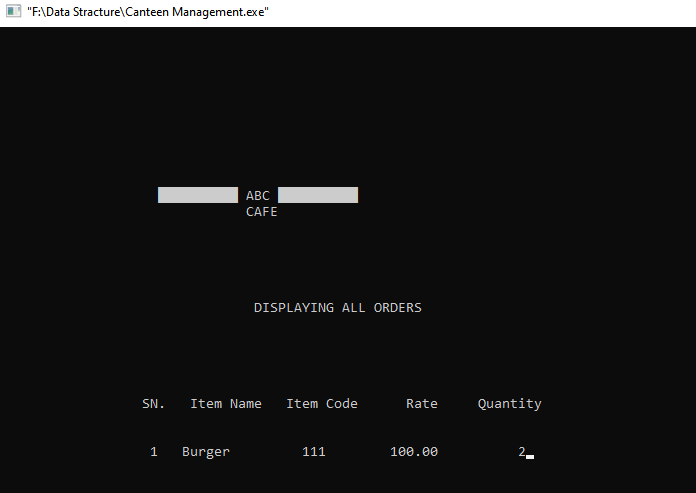 "F:\Data Stracture\Canteen Management.exe"
ABC
CAFE
DISPLAYING ALL ORDERS
SN. Item Name Item Code Rate Quantity
1 Burger 111 100.00 2